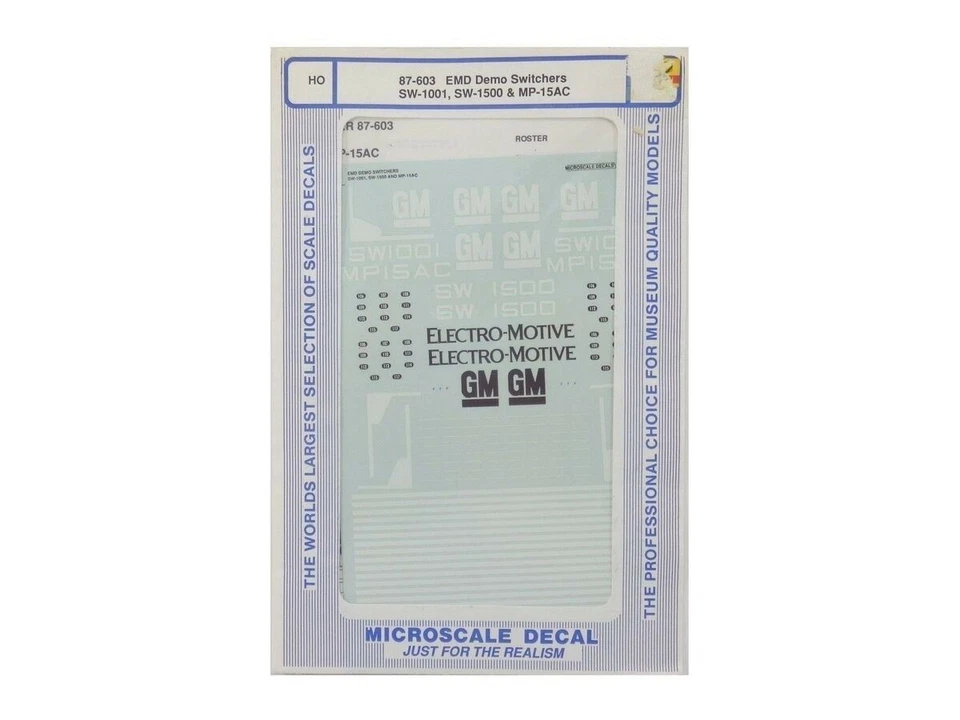 HO
87-603 EMD Demo Switchers
SW-1001, SW-1500 & MP-15AC
THE WORLDS LARGEST SELECTION OF SCALE DECALS
THE PROFESSIONAL CHOICE FOR MUSEUM QUALITY MODELS
R 87-603
ROSTER
P-15AC
EMD DEMO SWITCHERS
SW-1001, SW-1500 AND MP-15AC
MICROSCALE DECALS
GM GM GM GM
SW1001 GM GM SW10
MP15AC MP15
SW 1500
SW 1500
ELECTRO-MOTIVE
ELECTRO-MOTIVE
GM GM
MICROSCALE DECAL
JUST FOR THE REALISM